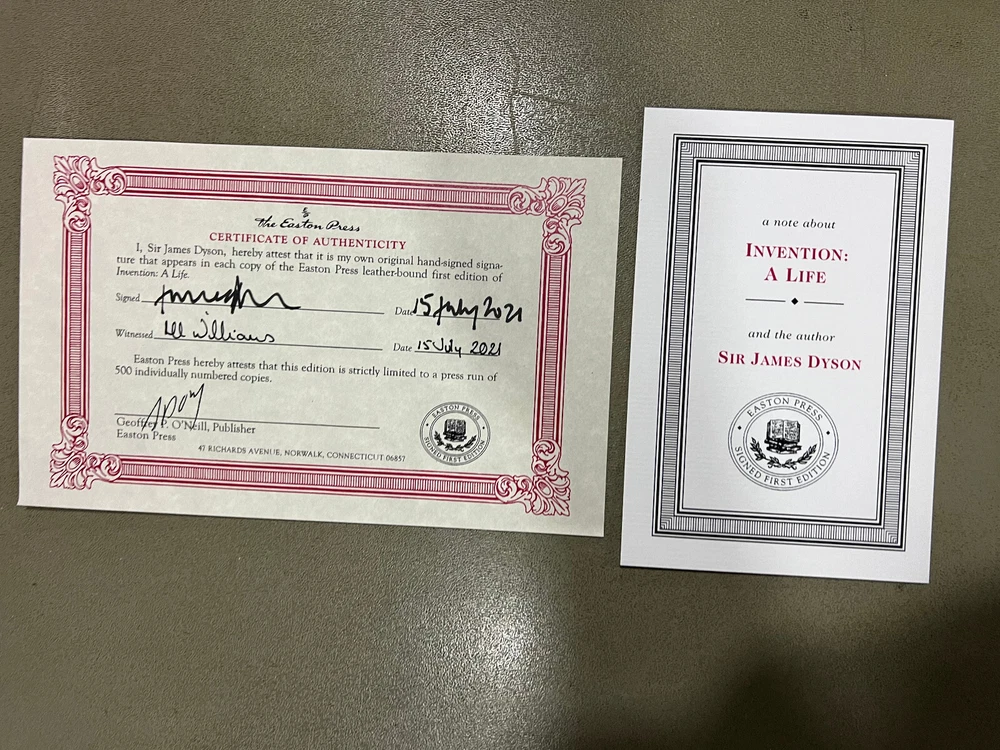 The Easton Press
CERTIFICATE OF AUTHENTICITY
I, Sir James Dyson, hereby attest that it is my own original hand-signed signa-
ture that appears in each copy of the Easton Press leather-bound first edition of
Invention: A Life.
Signed Date 15 July 2021
Witnessed Williams
Date 15 July 2021
Easton Press hereby attests that this edition is strictly limited to a press run of
500 individually numbered copies.
Geoffrey P. O'Neill, Publisher
Easton Press
47 RICHARDS AVENUE, NORWALK, CONNECTICUT 06857
EASTON PRESS
SIGNED FIRST EDITION
a note about
INVENTION:
A LIFE
and the author
SIR JAMES DYSON
EASTON PRESS
SIGNED FIRST EDITION